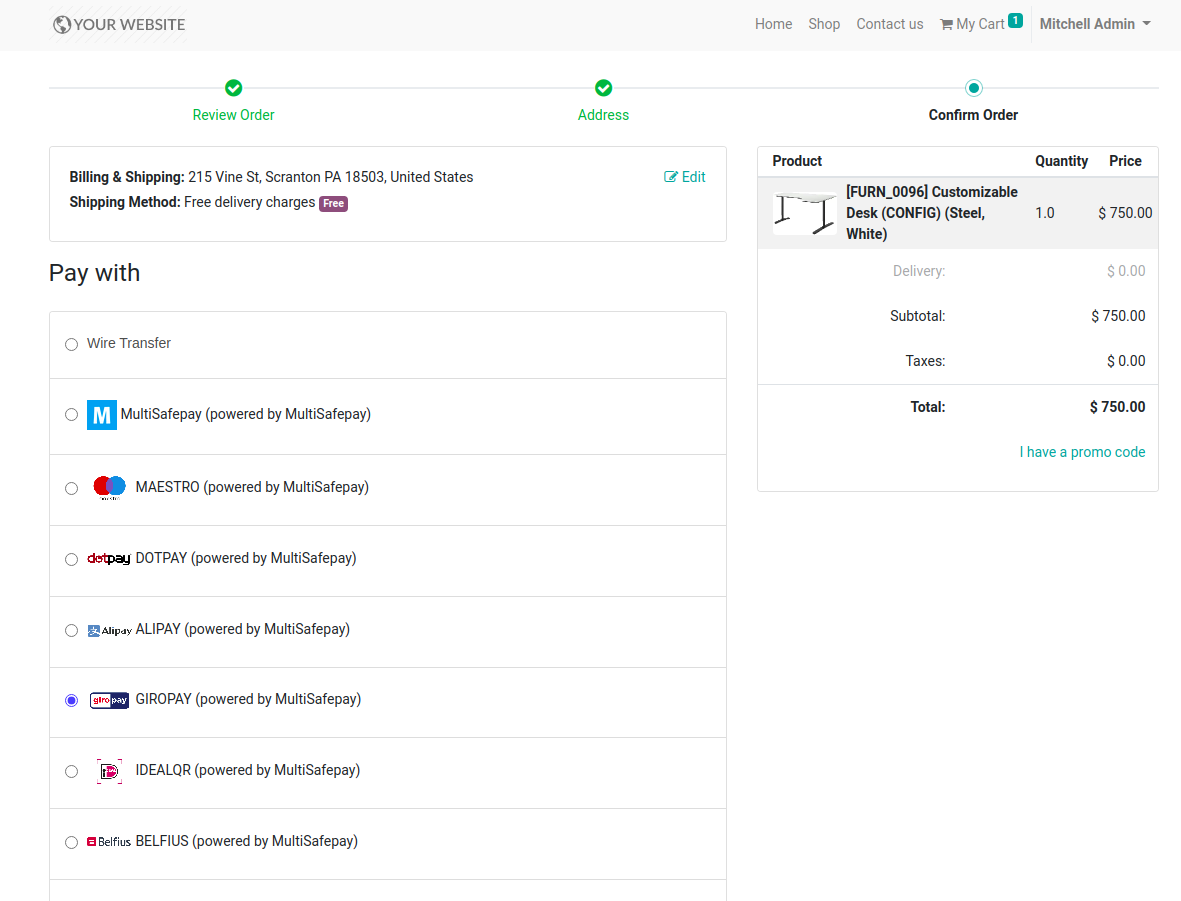 YOUR WEBSITE
Home Shop Contact us My Cart 1 Mitchell Admin
Review Order
Address
Confirm Order
Billing & Shipping: 215 Vine St, Scranton PA 18503, United States
Edit
Shipping Method: Free delivery charges Free
Pay with
Wire Transfer
M MultiSafepay (powered by MultiSafepay)
maestro MAESTRO (powered by MultiSafepay)
dotpay DOTPAY (powered by MultiSafepay)
Alipay ALIPAY (powered by MultiSafepay)
giropay GIROPAY (powered by MultiSafepay)
IDEALQR (powered by MultiSafepay)
Belfius BELFIUS (powered by MultiSafepay)
Product Quantity Price
[FURN_0096] Customizable
Desk (CONFIG) (Steel,
White)
1.0 $ 750.00
Delivery: $ 0.00
Subtotal: $ 750.00
Taxes: $ 0.00
Total: $ 750.00
I have a promo code